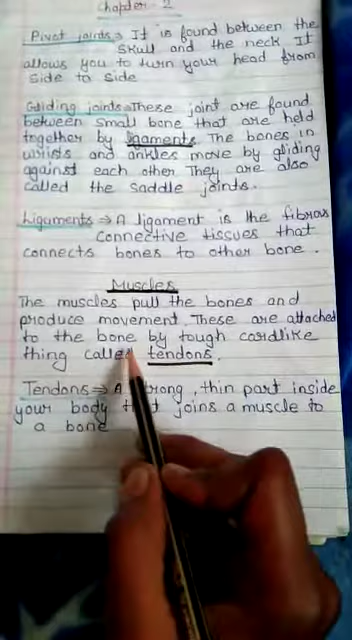 Chapter - 2
Pivot joints ⇒ It is found between the
skull and the neck It
allows you to turn your head from
side to side
Gliding joints ⇒ These joint are found
between small bone that are held
together by ligaments. The bones in
wrists and ankles move by gliding
against each other They are also
called the saddle joints.
Liguments ⇒ A ligament is the fibrous
connective tissues that
connects bones to other bone.
Muscles
The muscles pull the bones and
produce movement. These are attached
to the bone by tough cardlike
thing called tendons.
Tendons ⇒ A strong, thin part inside
your body that joins a muscle to
a bone